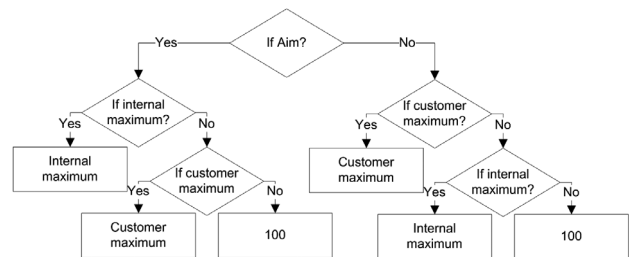 If Aim?
Yes
No
If internal
maximum?
Yes
No
Internal
maximum
If customer
maximum
Yes
No
Customer
maximum
100
If customer
maximum?
Yes
No
Customer
maximum
If internal
maximum?
Yes
No
Internal
maximum
100